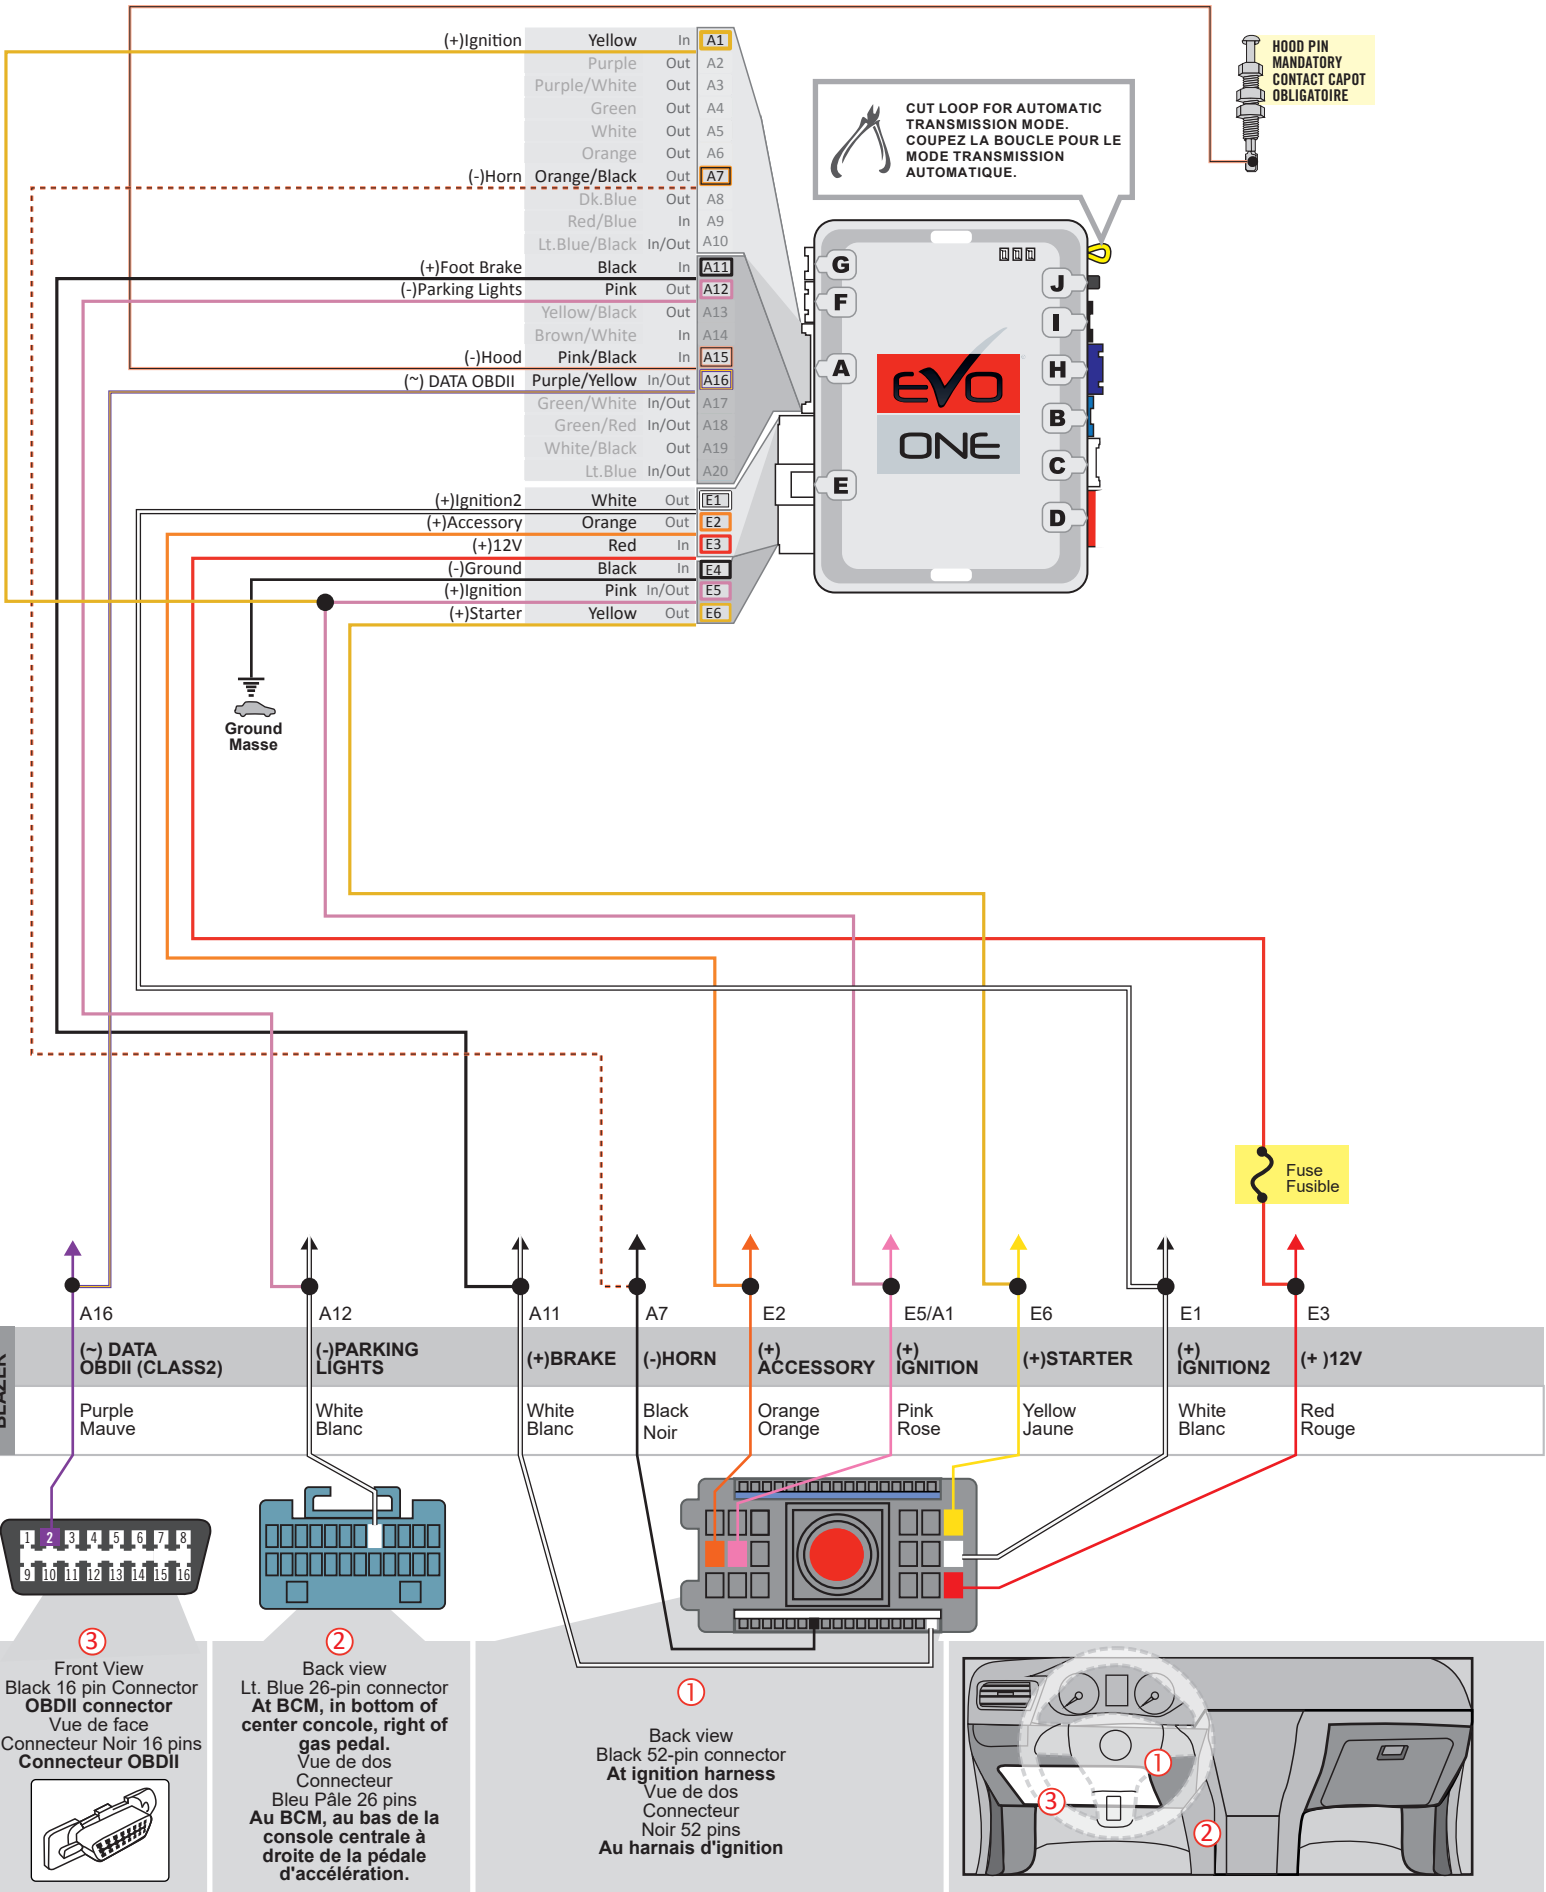 (+)Ignition Yellow In A1
Purple Out A2
Purple/White Out A3
Green Out A4
White Out A5
Orange Out A6
(-)Horn Orange/Black Out A7
Dk.Blue Out A8
Red/Blue In A9
Lt.Blue/Black In/Out A10
(+)Foot Brake Black In A11
(-)Parking Lights Pink Out A12
Yellow/Black Out A13
Brown/White In A14
(-)Hood Pink/Black In A15
(~) DATA OBDII Purple/Yellow In/Out A16
Green/White In/Out A17
Green/Red In/Out A18
White/Black Out A19
Lt.Blue In/Out A20
(+)Ignition2 White Out E1
(+)Accessory Orange Out E2
(+)12V Red In E3
(-)Ground Black In E4
(+)Ignition Pink In/Out E5
(+)Starter Yellow Out E6
HOOD PIN
MANDATORY
CONTACT CAPOT
OBLIGATOIRE
CUT LOOP FOR AUTOMATIC
TRANSMISSION MODE.
COUPEZ LA BOUCLE POUR LE
MODE TRANSMISSION
AUTOMATIQUE.
G
F
A
E
J
I
H
B
C
D
EVO
ONE
Ground
Masse
Fuse
Fusible
A16 A12 A11 A7 E2 E5/A1 E6 E1 E3
BLAZER
(~) DATA
OBDII (CLASS2)
(-)PARKING
LIGHTS
(+)BRAKE
(-)HORN
(+)
ACCESSORY
(+)
IGNITION
(+)STARTER
(+)
IGNITION2
(+ )12V
Purple
Mauve
White
Blanc
White
Blanc
Black
Noir
Orange
Orange
Pink
Rose
Yellow
Jaune
White
Blanc
Red
Rouge
1 2 3 4 5 6 7 8
9 10 11 12 13 14 15 16
3
Front View
Black 16 pin Connector
OBDII connector
Vue de face
Connecteur Noir 16 pins
Connecteur OBDII
2
Back view
Lt. Blue 26-pin connector
At BCM, in bottom of
center concole, right of
gas pedal.
Vue de dos
Connecteur
Bleu Pâle 26 pins
Au BCM, au bas de la
console centrale à
droite de la pédale
d'accélération.
1
Back view
Black 52-pin connector
At ignition harness
Vue de dos
Connecteur
Noir 52 pins
Au harnais d'ignition
1
3
2